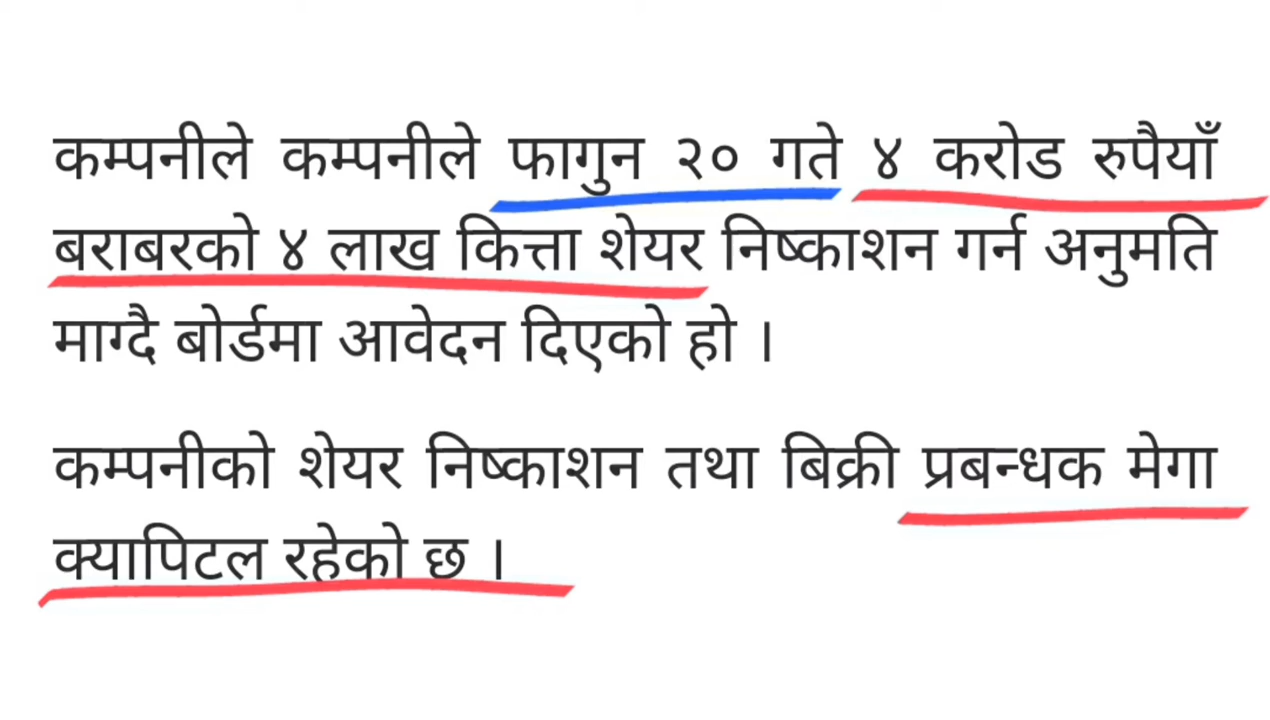 कम्पनीले कम्पनीले फागुन २० गते ४ करोड रुपैयाँ
बराबरको ४ लाख कित्ता शेयर निष्काशन गर्न अनुमति
माग्दै बोर्डमा आवेदन दिएको हो ।
कम्पनीको शेयर निष्काशन तथा बिक्री प्रबन्धक मेगा
क्यापिटल रहेको छ ।